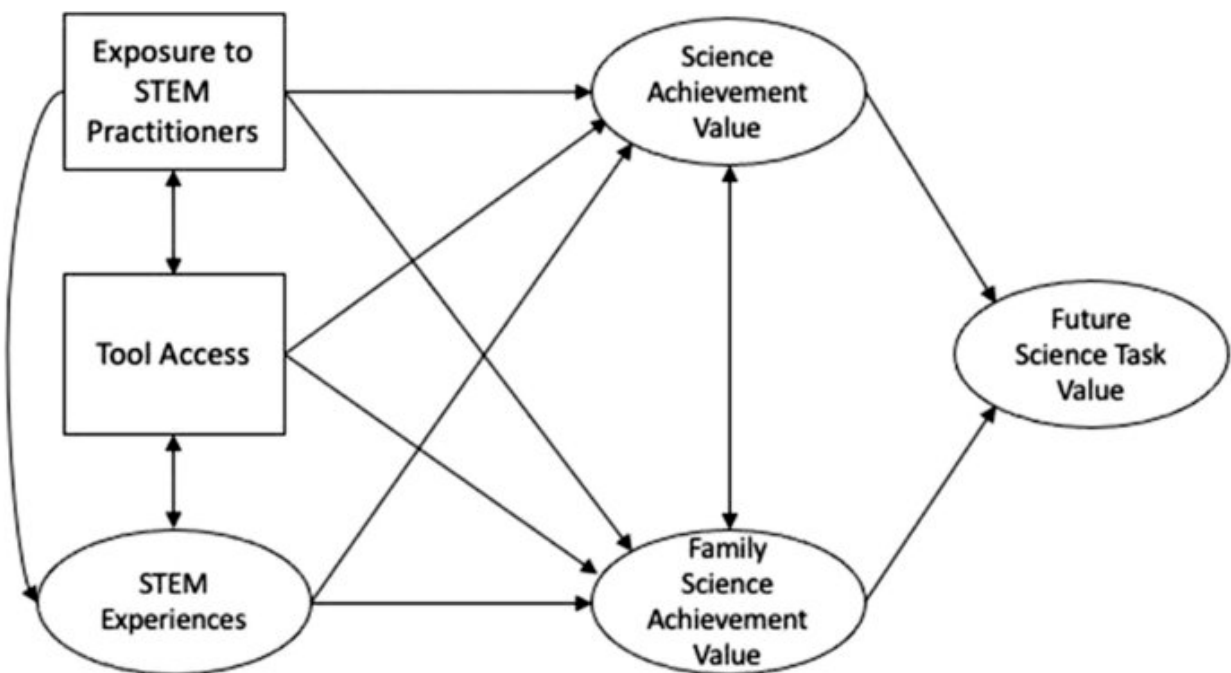 Exposure to
STEM
Practitioners
Science
Achievement
Value
Tool Access
Future
Science Task
Value
STEM
Experiences
Family
Science
Achievement
Value